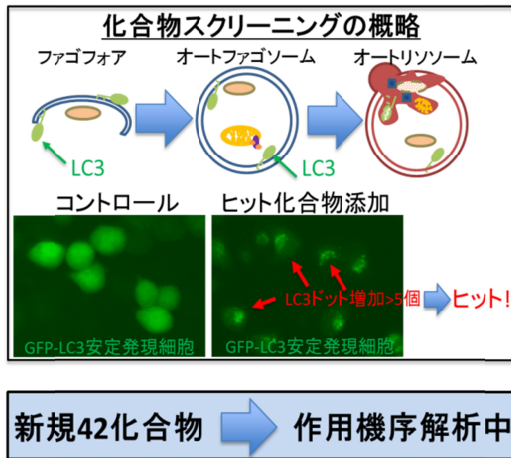 化合物スクリーニングの概略
ファゴフォア オートファゴソーム オートリソソーム
LC3
LC3
コントロール ヒット化合物添加
LC3ドット増加>5個 ヒット!
GFP-LC3安定発現細胞 GFP-LC3安定発現細胞
新規42化合物 作用機序解析中